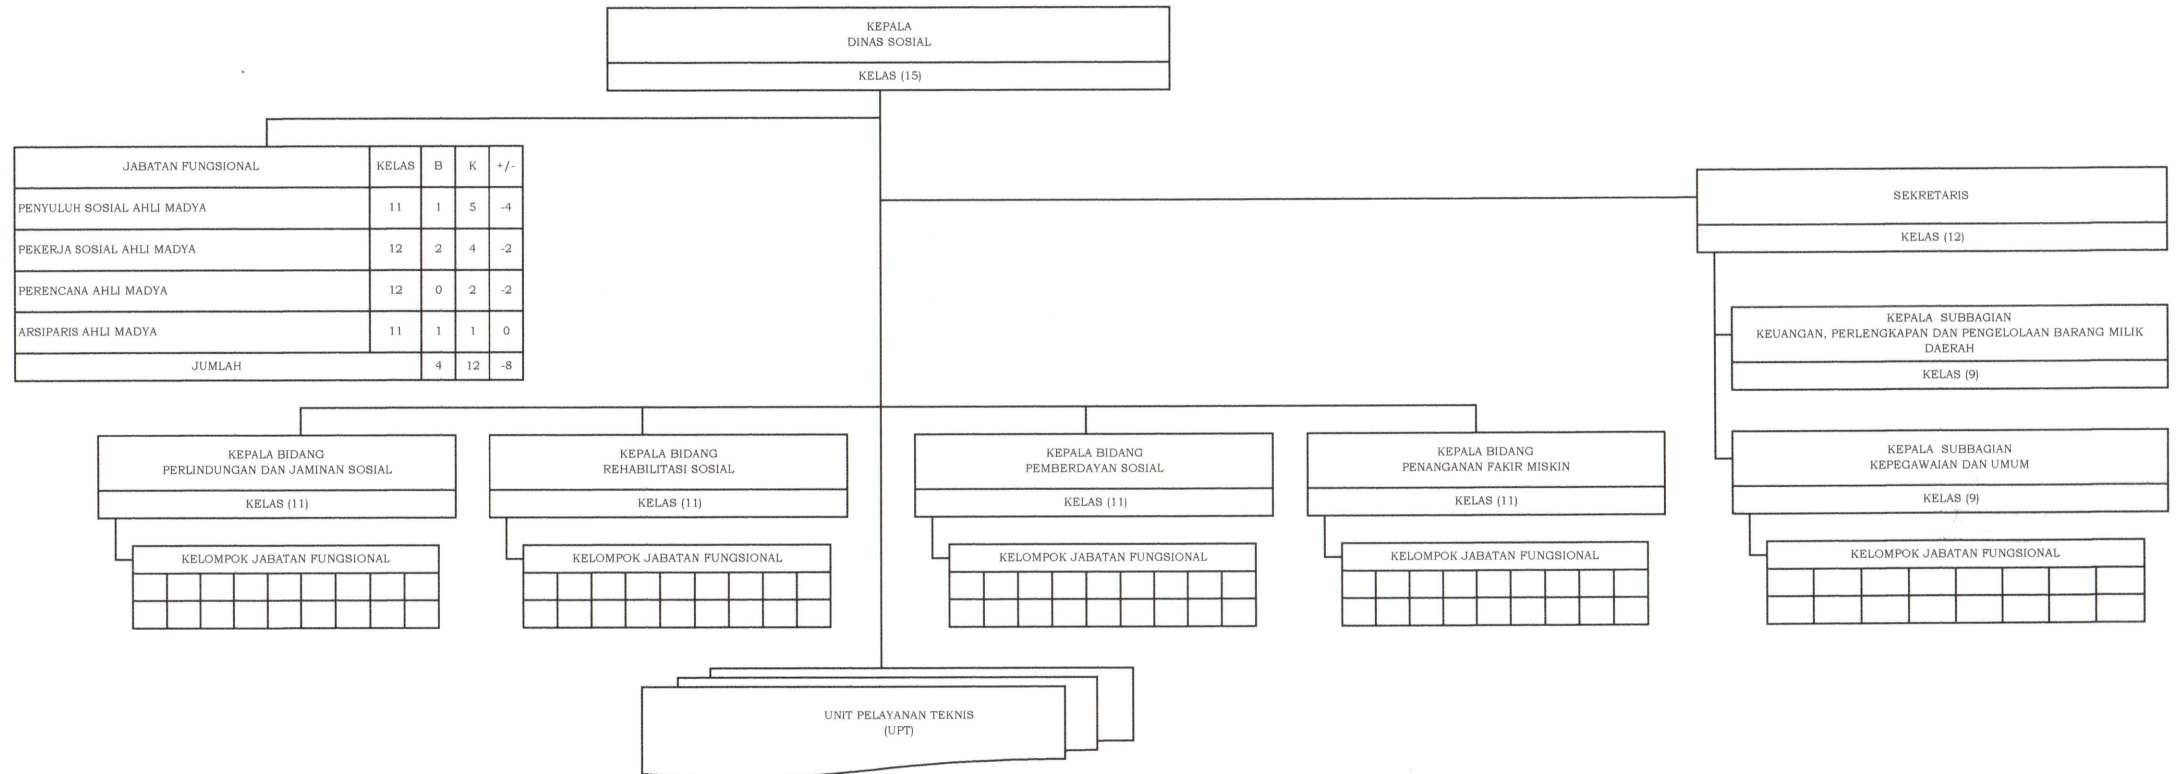 KEPALA
DINAS SOSIAL
KELAS (15)
JABATAN FUNGSIONAL KELAS B K +/-
PENYULUH SOSIAL AHLI MADYA 11 1 5 -4
PEKERJA SOSIAL AHLI MADYA 12 2 4 -2
PERENCANA AHLI MADYA 12 0 2 -2
ARSIPARIS AHLI MADYA 11 1 1 0
JUMLAH 4 12 -8
SEKRETARIS
KELAS (12)
KEPALA SUBBAGIAN
KEUANGAN, PERLENGKAPAN DAN PENGELOLAAN BARANG MILIK
DAERAH
KELAS (9)
KEPALA SUBBAGIAN
KEPEGAWAIAN DAN UMUM
KELAS (9)
KELOMPOK JABATAN FUNGSIONAL
KEPALA BIDANG
PERLINDUNGAN DAN JAMINAN SOSIAL
KELAS (11)
KELOMPOK JABATAN FUNGSIONAL
KEPALA BIDANG
REHABILITASI SOSIAL
KELAS (11)
KELOMPOK JABATAN FUNGSIONAL
KEPALA BIDANG
PEMBERDAYAN SOSIAL
KELAS (11)
KELOMPOK JABATAN FUNGSIONAL
KEPALA BIDANG
PENANGANAN FAKIR MISKIN
KELAS (11)
KELOMPOK JABATAN FUNGSIONAL
UNIT PELAYANAN TEKNIS
(UPT)